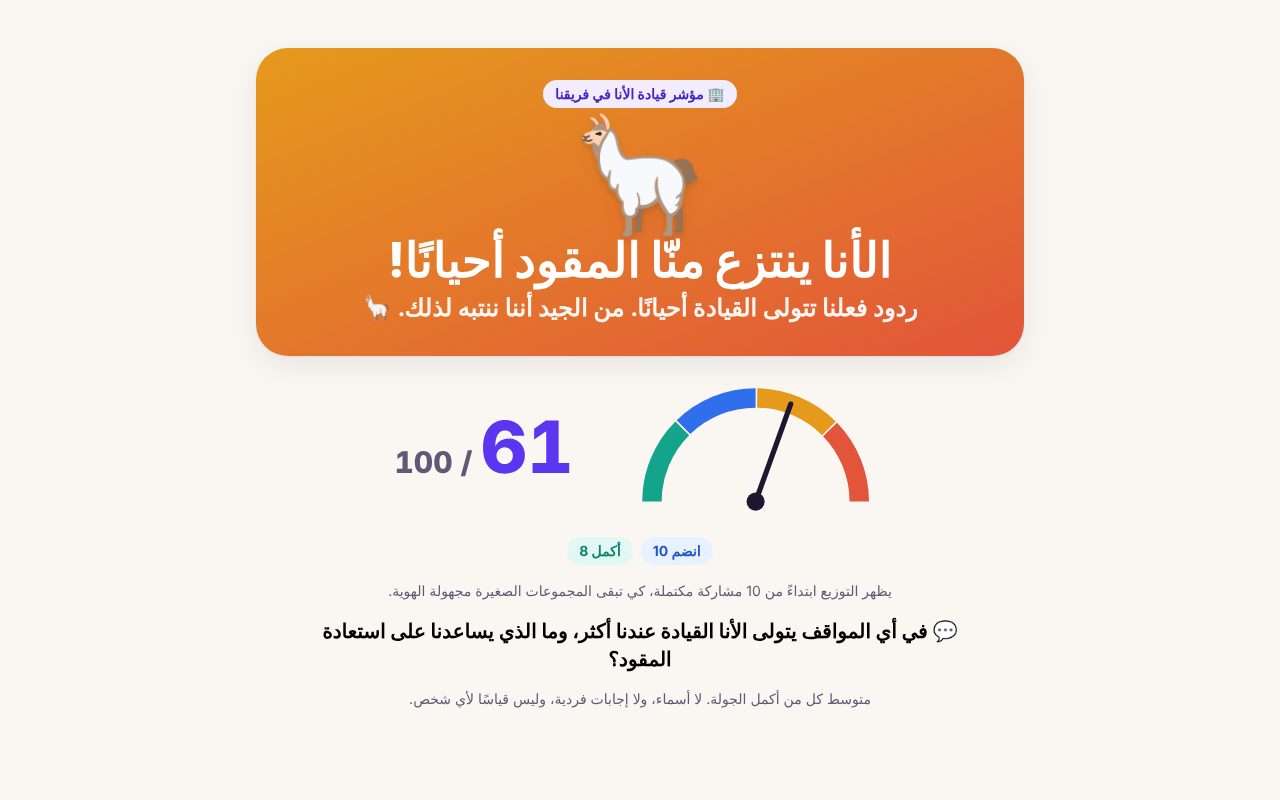 🏢 مؤشر قيادة الأنا في فريقنا
الأنا ينتزع منّا المقود أحيانًا!
ردود فعلنا تتولى القيادة أحيانًا. من الجيد أننا ننتبه لذلك. 🦙
61 / 100
انضم 10
أكمل 8
يظهر التوزيع ابتداءً من 10 مشاركة مكتملة، كي تبقى المجموعات الصغيرة مجهولة الهوية.
💬 في أي المواقف يتولى الأنا القيادة عندنا أكثر، وما الذي يساعدنا على استعادة
المقود؟
متوسط كل من أكمل الجولة. لا أسماء، ولا إجابات فردية، وليس قياسًا لأي شخص.